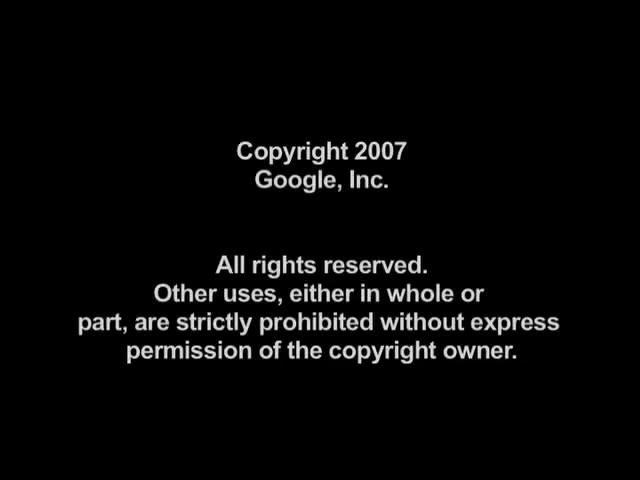 Copyright 2007
Google, Inc.
All rights reserved.
Other uses, either in whole or
part, are strictly prohibited without express
permission of the copyright owner.